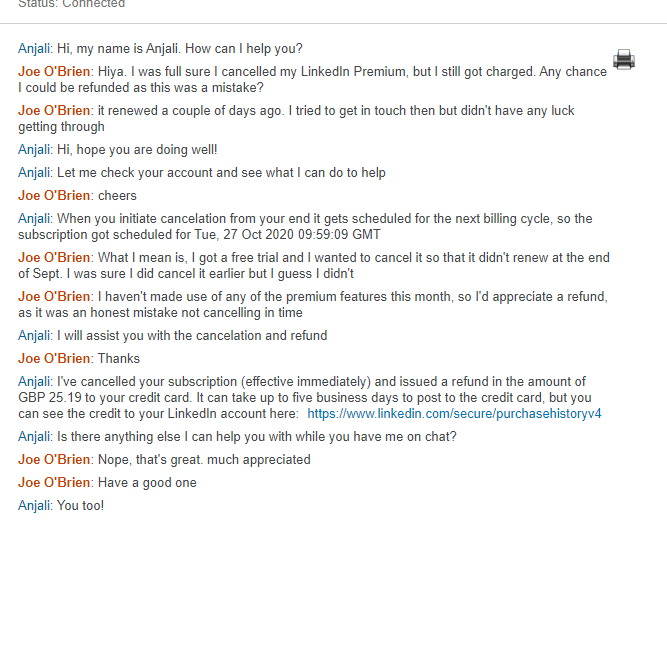 Status: Connected
Anjali: Hi, my name is Anjali. How can I help you?
Joe O'Brien: Hiya. I was full sure I cancelled my LinkedIn Premium, but I still got charged. Any chance
I could be refunded as this was a mistake?
Joe O'Brien: it renewed a couple of days ago. I tried to get in touch then but didn't have any luck
getting through
Anjali: Hi, hope you are doing well!
Anjali: Let me check your account and see what I can do to help
Joe O'Brien: cheers
Anjali: When you initiate cancelation from your end it gets scheduled for the next billing cycle, so the
subscription got scheduled for Tue, 27 Oct 2020 09:59:09 GMT
Joe O'Brien: What I mean is, I got a free trial and I wanted to cancel it so that it didn't renew at the end
of Sept. I was sure I did cancel it earlier but I guess I didn't
Joe O'Brien: I haven't made use of any of the premium features this month, so I'd appreciate a refund,
as it was an honest mistake not cancelling in time
Anjali: I will assist you with the cancelation and refund
Joe O'Brien: Thanks
Anjali: I've cancelled your subscription (effective immediately) and issued a refund in the amount of
GBP 25.19 to your credit card. It can take up to five business days to post to the credit card, but you
can see the credit to your LinkedIn account here: https://www.linkedin.com/secure/purchasehistoryv4
Anjali: Is there anything else I can help you with while you have me on chat?
Joe O'Brien: Nope, that's great. much appreciated
Joe O'Brien: Have a good one
Anjali: You too!